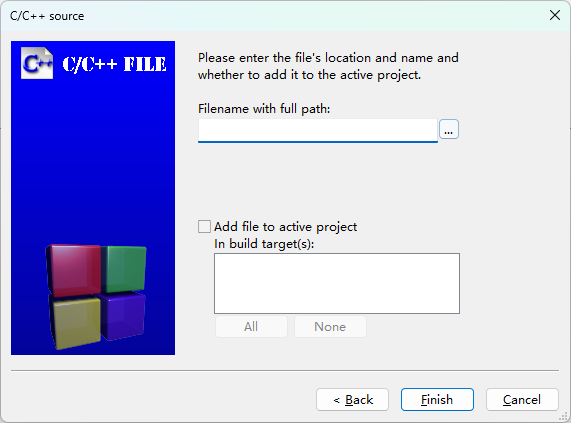 C/C++ source
C++
C/C++ FILE
Please enter the file's location and name and
whether to add it to the active project.
Filename with full path:
...
Add file to active project
In build target(s):
All
None
< Back
Finish
Cancel